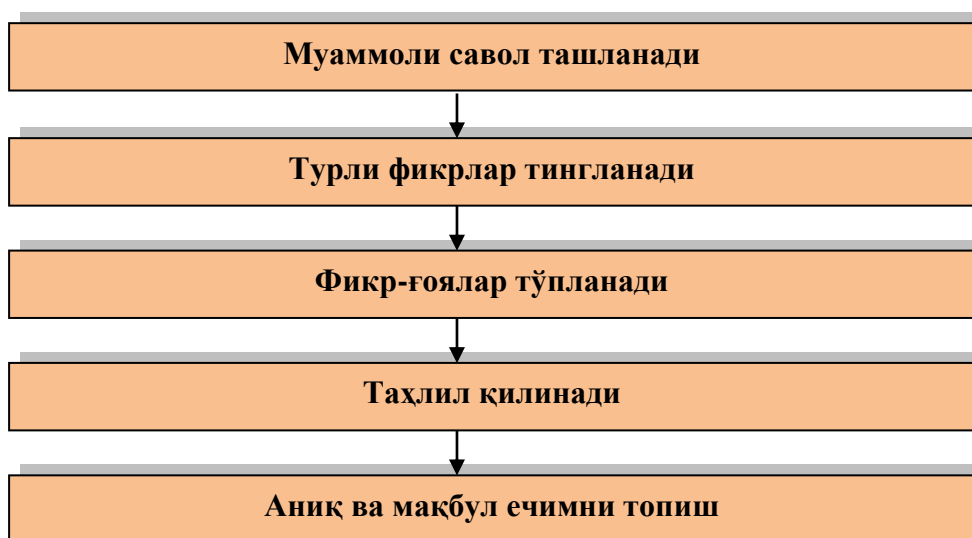 Муаммоли савол ташланади
Турли фикрлар тингланади
Фикр-ғоялар тўпланади
Таҳлил қилинади
Аниқ ва мақбул ечимни топиш